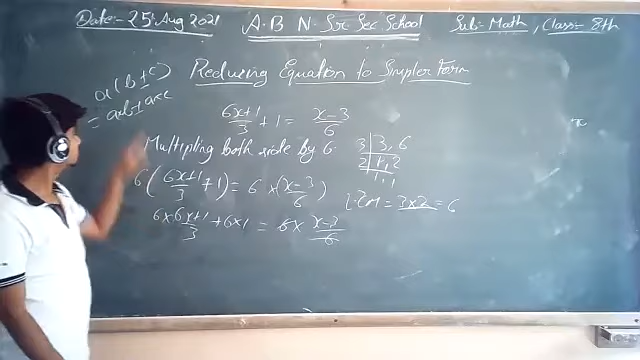 Date:- 25 Aug 2021 A.B.N. Sr Sec School Sub:- Math, Class:- 8th
Reducing Equation to Simpler Form
a(b±c)
= a×b±a×c
6x+1/3 + 1 = x-3/6
Multipling both side by 6.
6(6x+1/3 + 1) = 6 × (x-3/6)
6× 6x+1/3 + 6×1 = 6× x-3/6
3 | 3, 6
2 | 1, 2
1, 1
L.C.M = 3×2 = 6
x